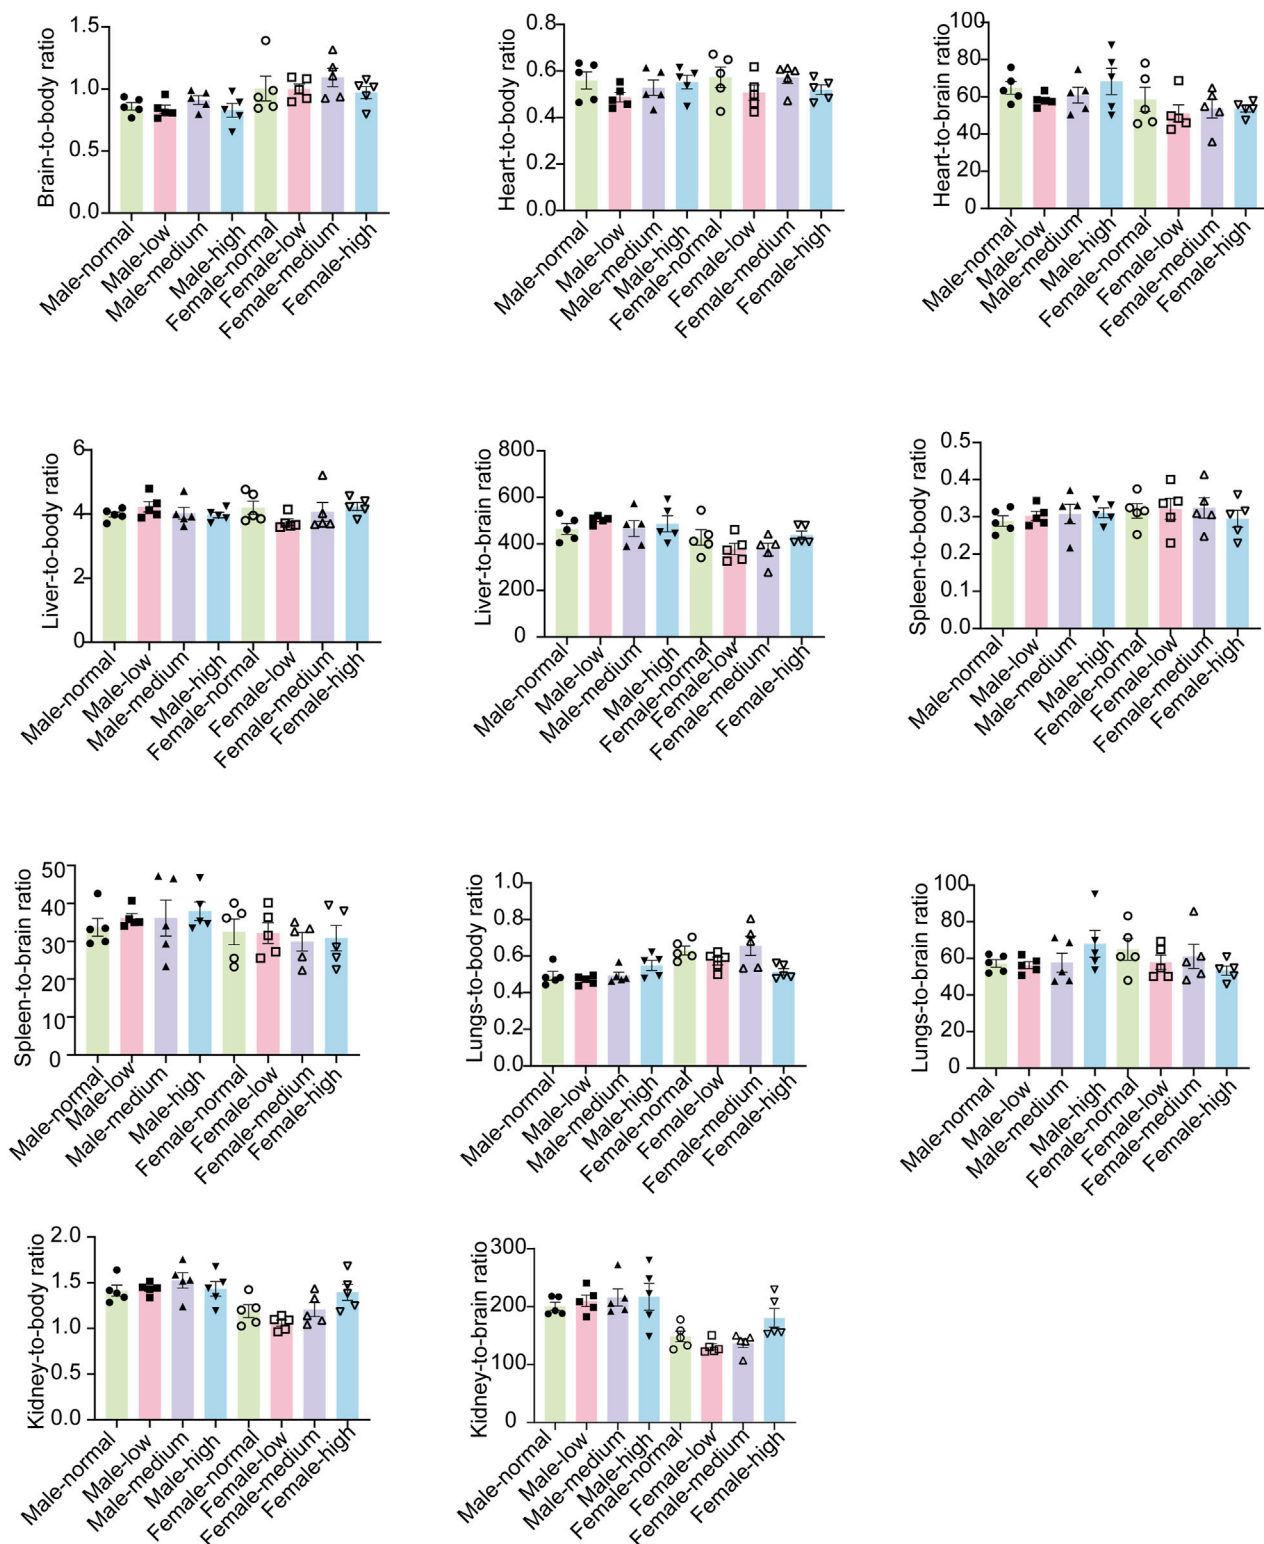 Brain-to-body ratio
1.5
1.0
0.5
0.0
Male-normal
Male-low
Male-medium
Male-high
Female-normal
Female-low
Female-medium
Female-high
Heart-to-body ratio
0.8
0.6
0.4
0.2
0.0
Male-normal
Male-low
Male-medium
Male-high
Female-normal
Female-low
Female-medium
Female-high
Heart-to-brain ratio
100
80
60
40
20
0
Male-normal
Male-low
Male-medium
Male-high
Female-normal
Female-low
Female-medium
Female-high
Liver-to-body ratio
6
4
2
0
Male-normal
Male-low
Male-medium
Male-high
Female-normal
Female-low
Female-medium
Female-high
Liver-to-brain ratio
800
600
400
200
0
Male-normal
Male-low
Male-medium
Male-high
Female-normal
Female-low
Female-medium
Female-high
Spleen-to-body ratio
0.5
0.4
0.3
0.2
0.1
0.0
Male-normal
Male-low
Male-medium
Male-high
Female-normal
Female-low
Female-medium
Female-high
Spleen-to-brain ratio
50
40
30
20
10
0
Male-normal
Male-low
Male-medium
Male-high
Female-normal
Female-low
Female-medium
Female-high
Lungs-to-body ratio
1.0
0.8
0.6
0.4
0.2
0.0
Male-normal
Male-low
Male-medium
Male-high
Female-normal
Female-low
Female-medium
Female-high
Lungs-to-brain ratio
100
80
60
40
20
0
Male-normal
Male-low
Male-medium
Male-high
Female-normal
Female-low
Female-medium
Female-high
Kidney-to-body ratio
2.0
1.5
1.0
0.5
0.0
Male-normal
Male-low
Male-medium
Male-high
Female-normal
Female-low
Female-medium
Female-high
Kidney-to-brain ratio
300
200
100
0
Male-normal
Male-low
Male-medium
Male-high
Female-normal
Female-low
Female-medium
Female-high